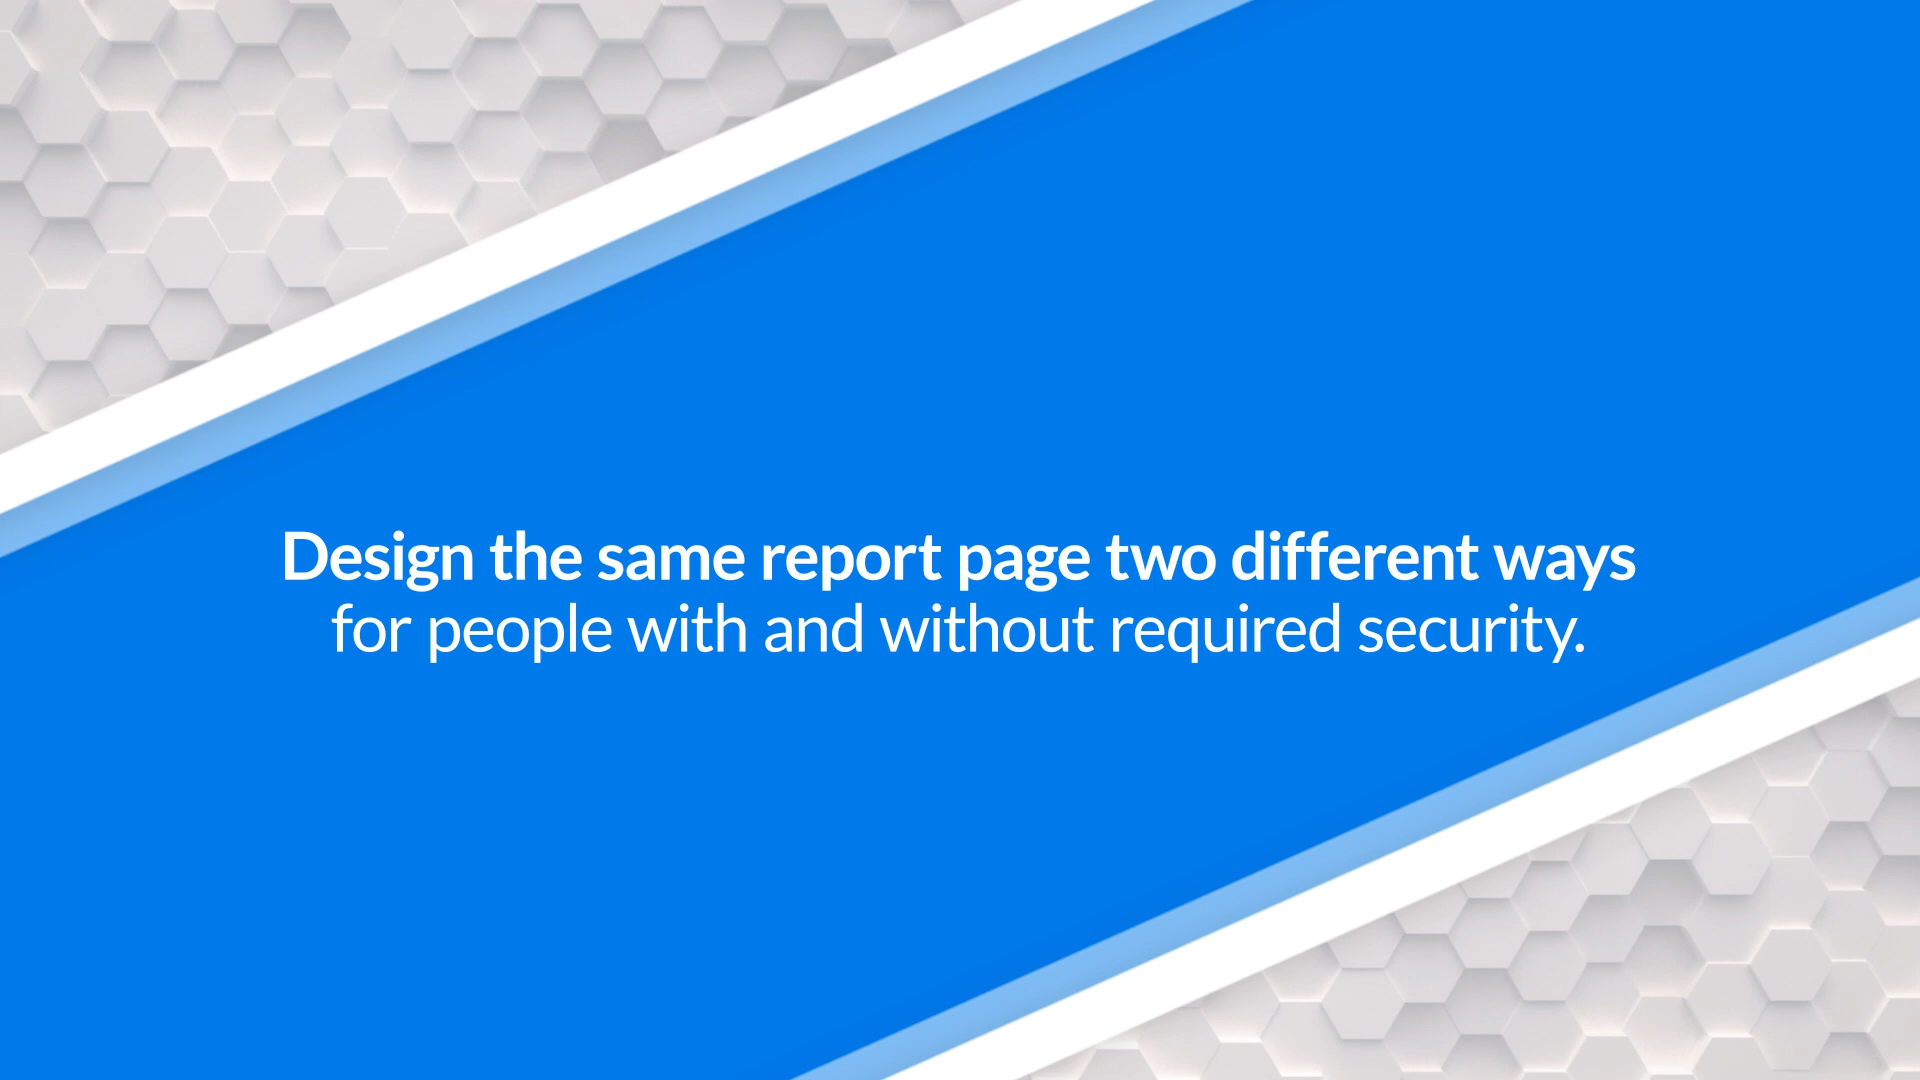 Design the same report page two different ways
for people with and without required security.